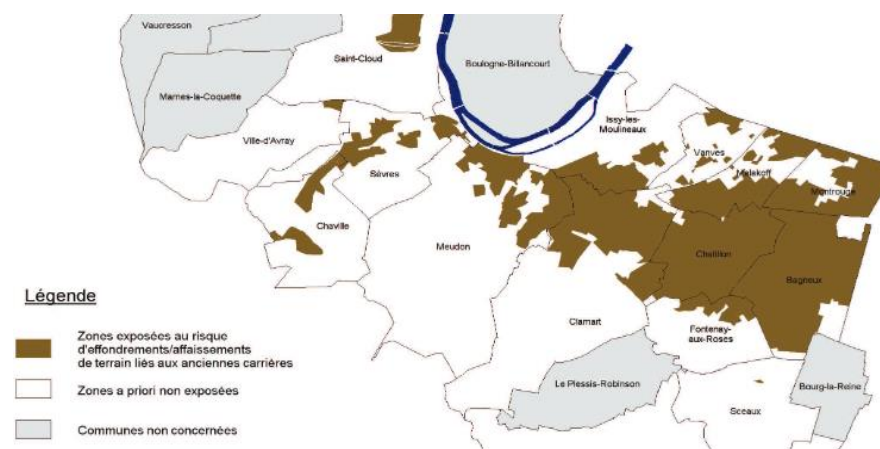 Vaucresson
Saint-Cloud
Boulogne-Billancourt
Marnes-la-Coquette
Issy-les-
Moulineaux
Ville-d'Avray
Vanves
Malakoff
Sèvres
Montrouge
Chaville
Meudon
Chatillon
Bagneux
Clamart
Fontenay-
aux-Roses
Le Plessis-Robinson
Bourg-la-Reine
Sceaux
Légende
Zones exposées au risque
d'effondrements/affaissements
de terrain liés aux anciennes carrières
Zones a priori non exposées
Communes non concernées